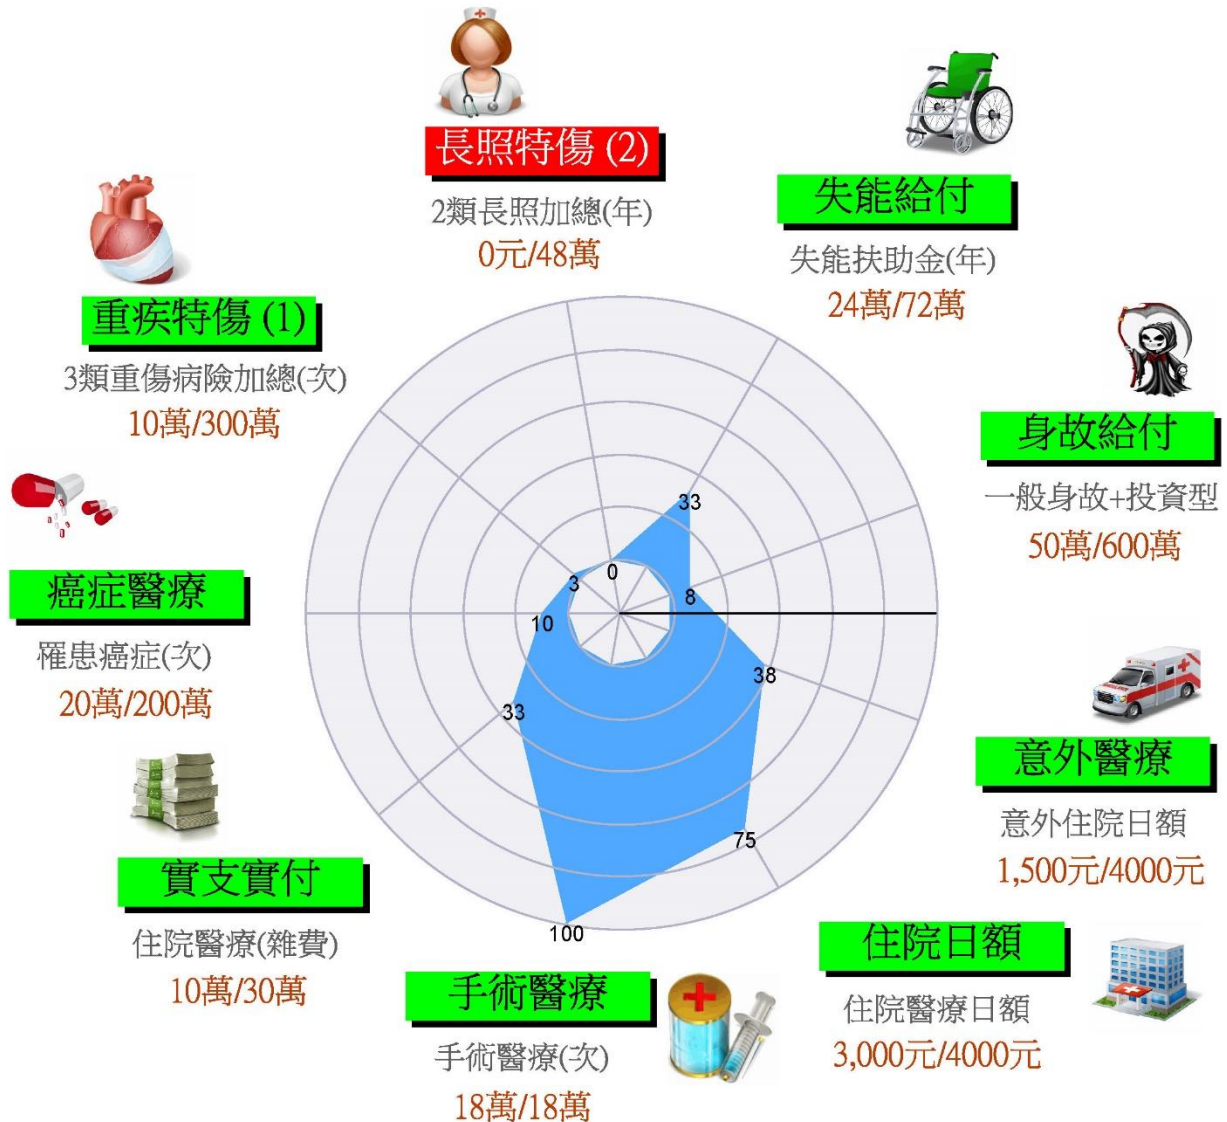 長照特傷 (2)
2類長照加總(年)
0元/48萬
失能給付
失能扶助金(年)
24萬/72萬
重疾特傷 (1)
3類重傷病險加總(次)
10萬/300萬
身故給付
一般身故+投資型
50萬/600萬
癌症醫療
罹患癌症(次)
20萬/200萬
意外醫療
意外住院日額
1,500元/4000元
實支實付
住院醫療(雜費)
10萬/30萬
住院日額
住院醫療日額
3,000元/4000元
手術醫療
手術醫療(次)
18萬/18萬
33
0
3
8
10
38
33
75
100